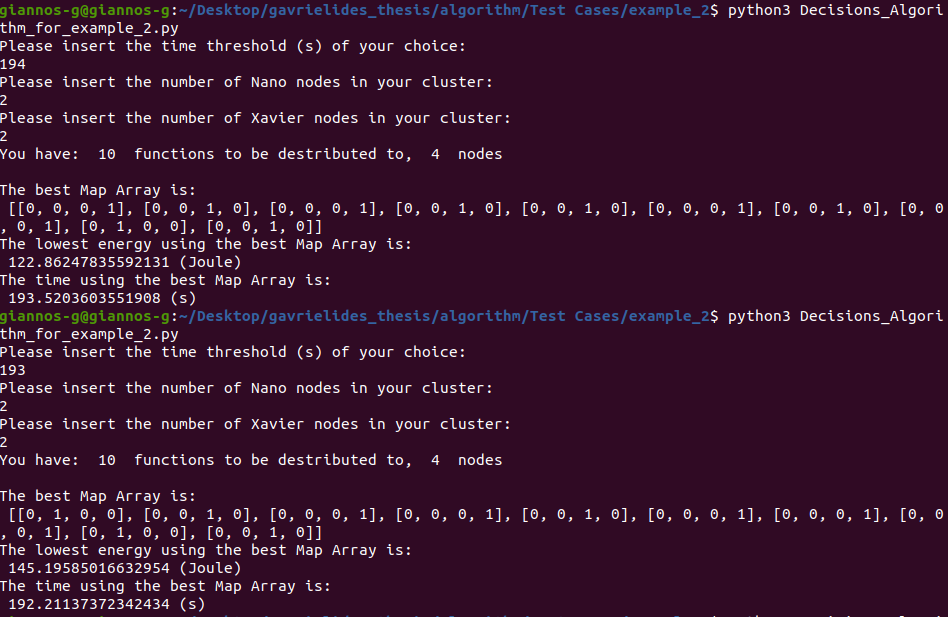 giannos-g@giannos-g:~/Desktop/gavrielides_thesis/algorithm/Test Cases/example_2$ python3 Decisions_Algori
thm_for_example_2.py
Please insert the time threshold (s) of your choice:
194
Please insert the number of Nano nodes in your cluster:
2
Please insert the number of Xavier nodes in your cluster:
2
You have:  10  functions to be destributed to,  4  nodes
The best Map Array is:
 [[0, 0, 0, 1], [0, 0, 1, 0], [0, 0, 0, 1], [0, 0, 1, 0], [0, 0, 1, 0], [0, 0, 0, 1], [0, 0, 1, 0], [0, 0
, 0, 1], [0, 1, 0, 0], [0, 0, 1, 0]]
The lowest energy using the best Map Array is:
 122.86247835592131 (Joule)
The time using the best Map Array is:
 193.5203603551908 (s)
giannos-g@giannos-g:~/Desktop/gavrielides_thesis/algorithm/Test Cases/example_2$ python3 Decisions_Algori
thm_for_example_2.py
Please insert the time threshold (s) of your choice:
193
Please insert the number of Nano nodes in your cluster:
2
Please insert the number of Xavier nodes in your cluster:
2
You have:  10  functions to be destributed to,  4  nodes
The best Map Array is:
 [[0, 1, 0, 0], [0, 0, 1, 0], [0, 0, 0, 1], [0, 0, 0, 1], [0, 0, 1, 0], [0, 0, 0, 1], [0, 0, 0, 1], [0, 0
, 0, 1], [0, 1, 0, 0], [0, 0, 1, 0]]
The lowest energy using the best Map Array is:
 145.19585016632954 (Joule)
The time using the best Map Array is:
 192.21137372342434 (s)